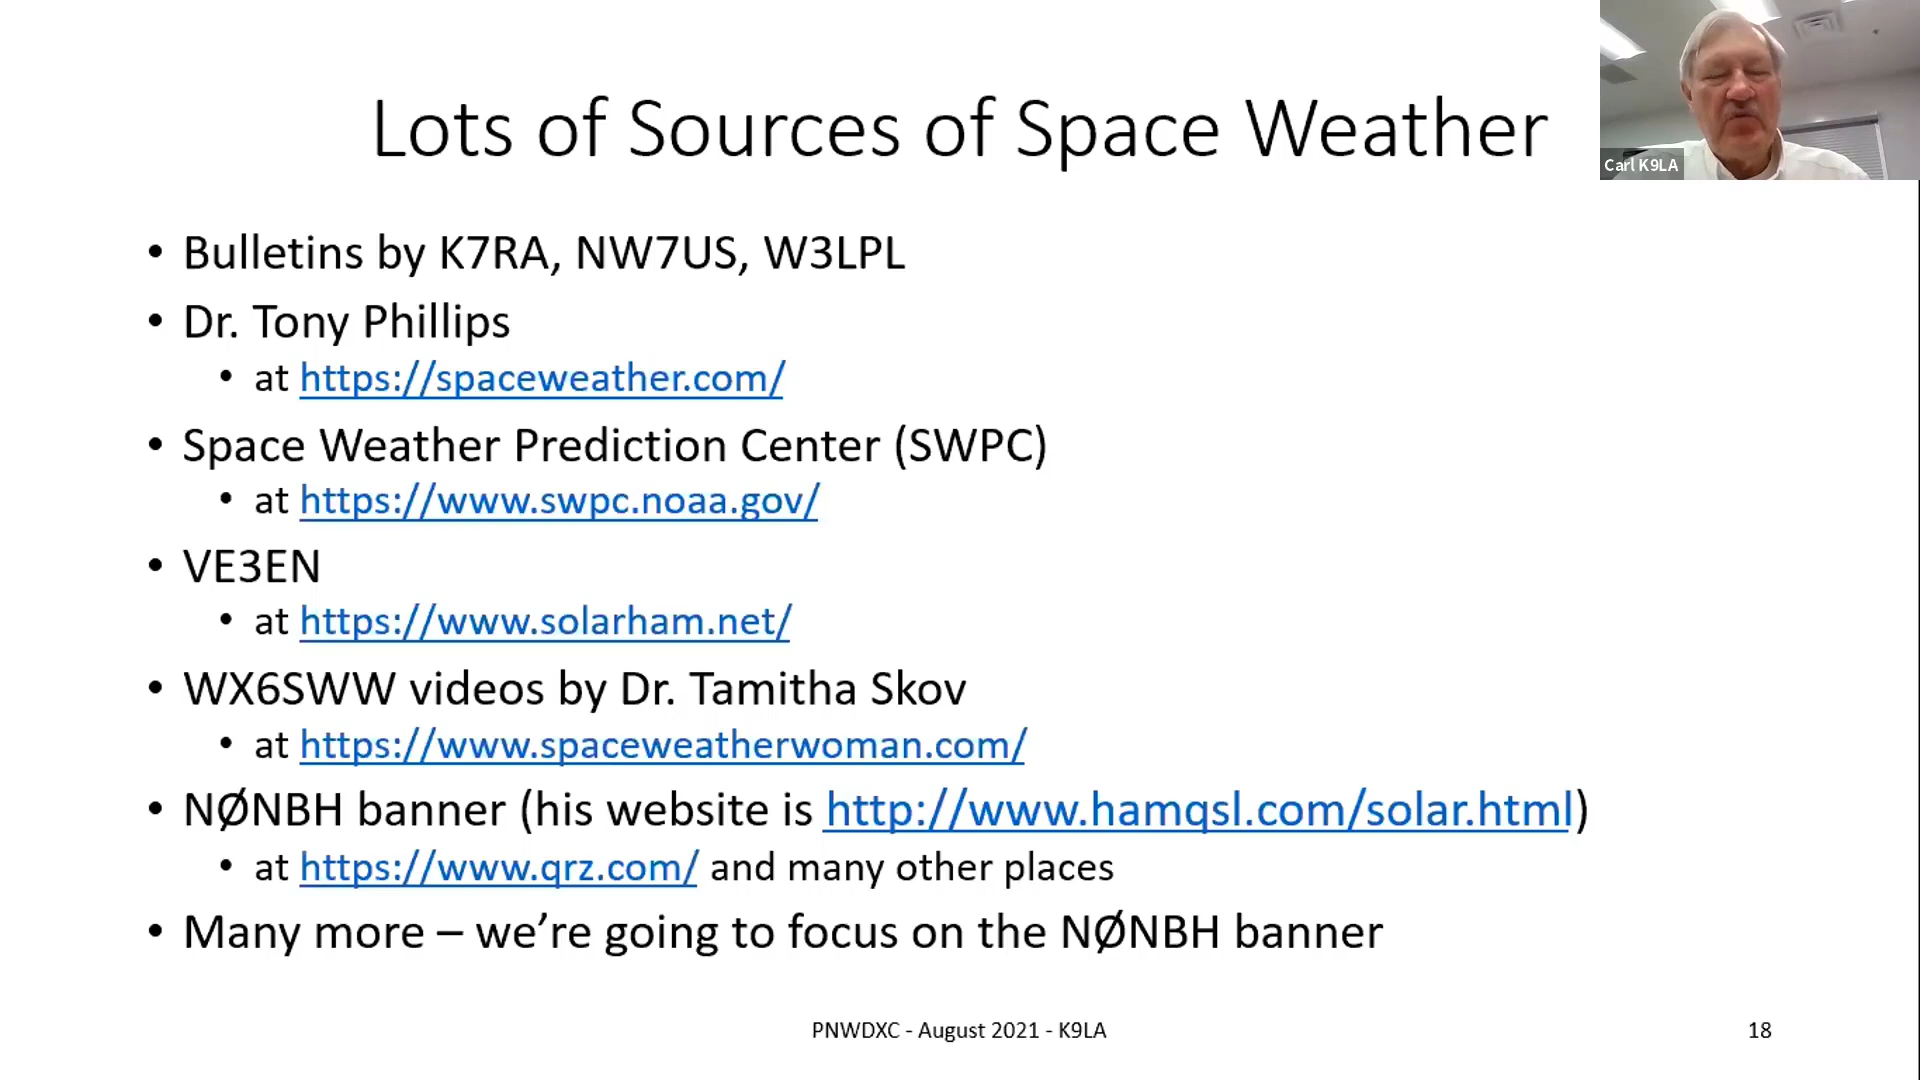 Lots of Sources of Space Weather
Carl K9LA
• Bulletins by K7RA, NW7US, W3LPL
• Dr. Tony Phillips
• at https://spaceweather.com/
• Space Weather Prediction Center (SWPC)
• at https://www.swpc.noaa.gov/
• VE3EN
• at https://www.solarham.net/
• WX6SWW videos by Dr. Tamitha Skov
• at https://www.spaceweatherwoman.com/
• NØNBH banner (his website is http://www.hamqsl.com/solar.html)
• at https://www.qrz.com/ and many other places
• Many more – we’re going to focus on the NØNBH banner
PNWDXC - August 2021 - K9LA
18